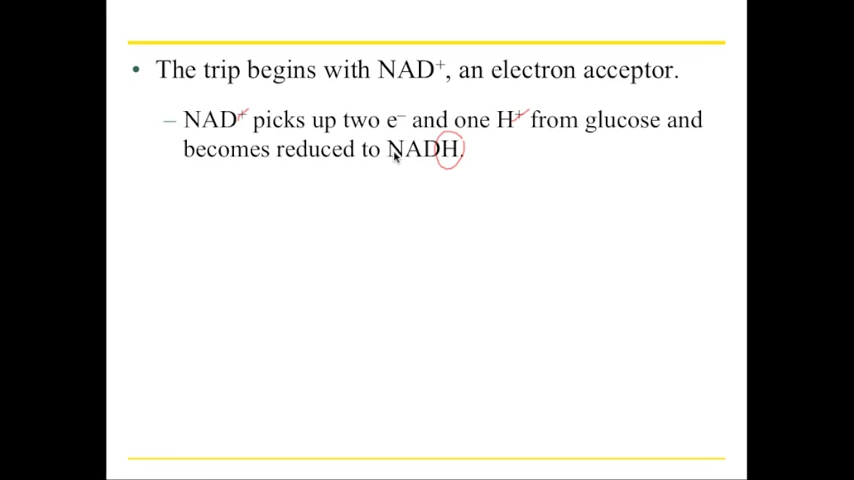 • The trip begins with NAD⁺, an electron acceptor.
– NAD⁺ picks up two e⁻ and one H⁺ from glucose and
becomes reduced to NADH.